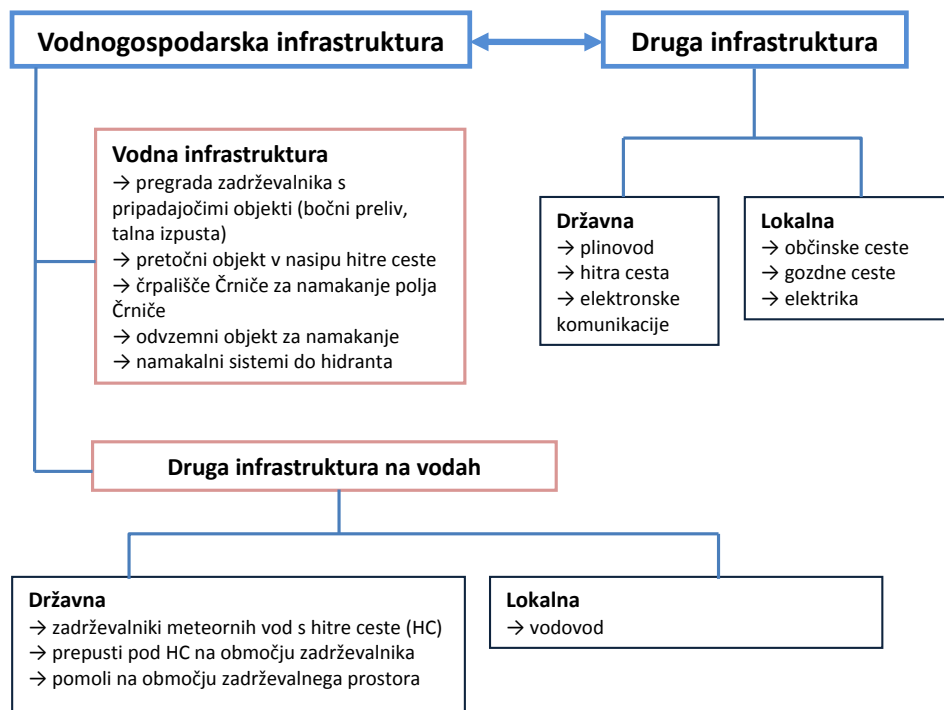 Vodnogospodarska infrastruktura
Druga infrastruktura
Vodna infrastruktura
→ pregrada zadrževalnika s
pripadajočimi objekti (bočni preliv,
talna izpusta)
→ pretočni objekt v nasipu hitre ceste
→ črpališče Črniče za namakanje polja
Črniče
→ odvzemni objekt za namakanje
→ namakalni sistemi do hidranta
Državna
→ plinovod
→ hitra cesta
→ elektronske
komunikacije
Lokalna
→ občinske ceste
→ gozdne ceste
→ elektrika
Druga infrastruktura na vodah
Državna
→ zadrževalniki meteornih vod s hitre ceste (HC)
→ prepusti pod HC na območju zadrževalnika
→ pomoli na območju zadrževalnega prostora
Lokalna
→ vodovod